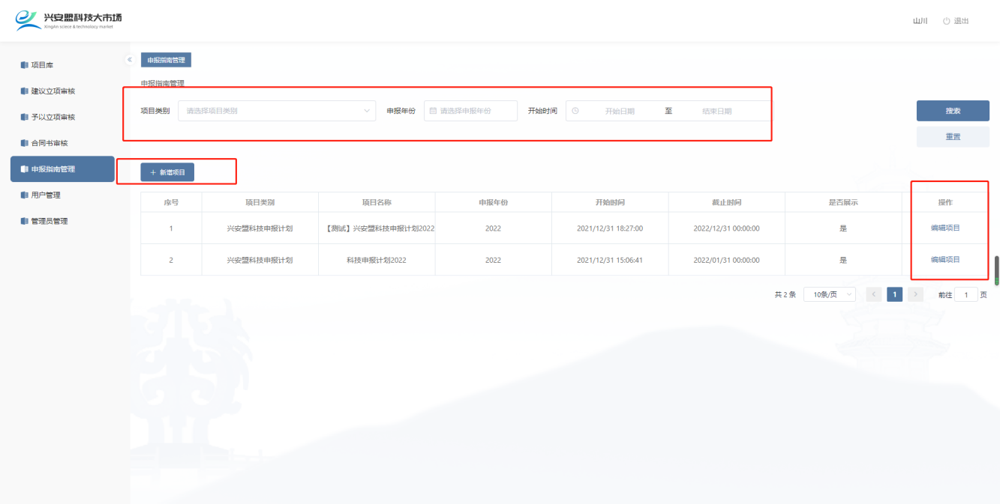 兴安盟科技大市场
XingAn sciece & technology market
山川 退出
项目库
建议立项审核
予以立项审核
合同书审核
申报指南管理
用户管理
管理员管理
申报指南管理
申报指南管理
项目类别 请选择项目类别 申报年份 请选择申报年份 开始时间 开始日期 至 结束日期
搜索
重置
+ 新增项目
序号 项目类别 项目名称 申报年份 开始时间 截止时间 是否展示 操作
1 兴安盟科技申报计划 【测试】兴安盟科技申报计划2022 2022 2021/12/31 18:27:00 2022/12/31 00:00:00 是 编辑项目
2 兴安盟科技申报计划 科技申报计划2022 2022 2021/12/31 15:06:41 2022/01/31 00:00:00 是 编辑项目
共 2 条 10条/页 < 1 > 前往 1 页